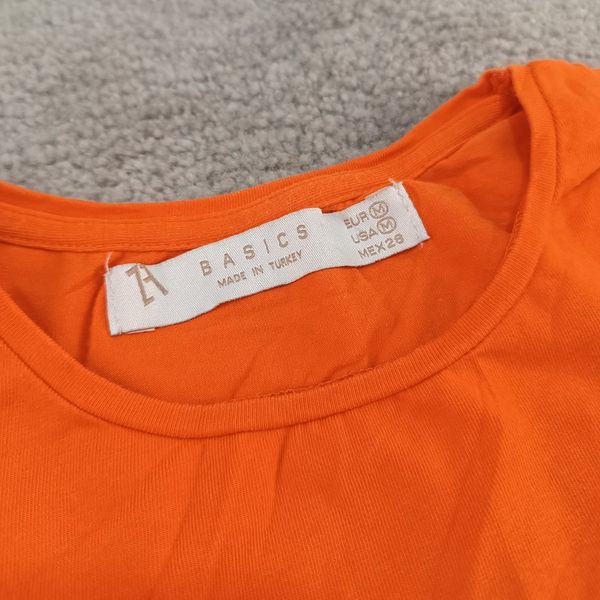 ZA BASICS
MADE IN TURKEY
EUR M
USA M
MEX 28